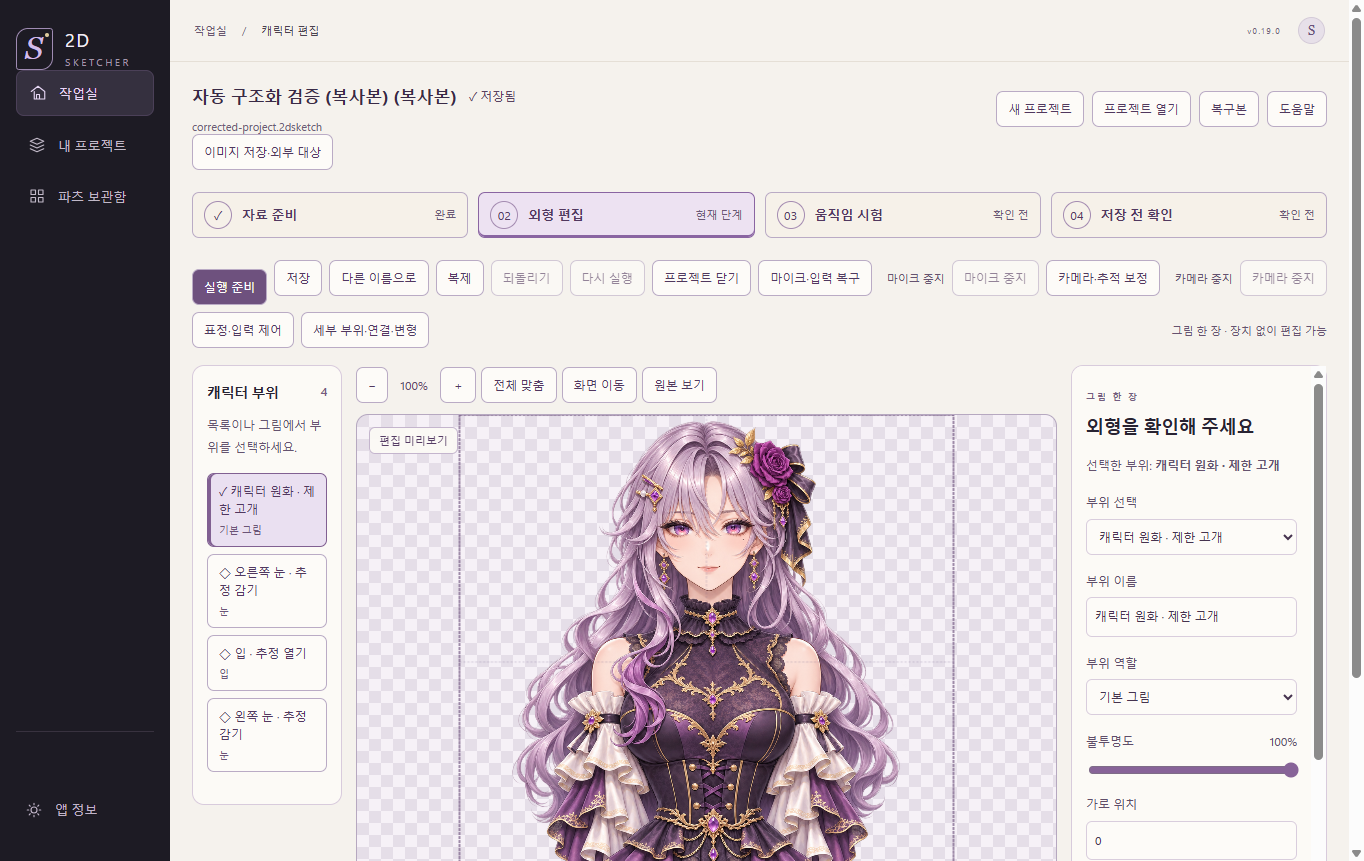 S
2D
SKETCHER
작업실
내 프로젝트
파츠 보관함
앱 정보
작업실 / 캐릭터 편집
v0.19.0
S
자동 구조화 검증 (복사본) (복사본) ✓ 저장됨
corrected-project.2dsketch
이미지 저장·외부 대상
새 프로젝트
프로젝트 열기
복구본
도움말
✓ 자료 준비 완료
02 외형 편집 현재 단계
03 움직임 시험 확인 전
04 저장 전 확인 확인 전
실행 준비
저장
다른 이름으로
복제
되돌리기
다시 실행
프로젝트 닫기
마이크·입력 복구
마이크 중지
마이크 중지
카메라·추적 보정
카메라 중지
카메라 중지
표정·입력 제어
세부 부위·연결·변형
그림 한 장 · 장치 없이 편집 가능
캐릭터 부위 4
목록이나 그림에서 부
위를 선택하세요.
✓ 캐릭터 원화 · 제
한 고개
기본 그림
◇ 오른쪽 눈 · 추
정 감기
눈
◇ 입 · 추정 열기
입
◇ 왼쪽 눈 · 추정
감기
눈
−
100%
+
전체 맞춤
화면 이동
원본 보기
편집 미리보기
그림 한 장
외형을 확인해 주세요
선택한 부위: 캐릭터 원화 · 제한 고개
부위 선택
캐릭터 원화 · 제한 고개
부위 이름
캐릭터 원화 · 제한 고개
부위 역할
기본 그림
불투명도 100%
가로 위치
0